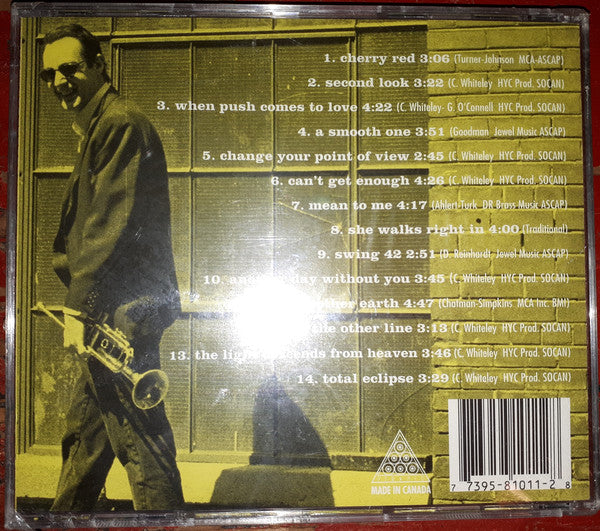 1. cherry red 3:06 (Turner-Johnson MCA-ASCAP)
2. second look 3:22 (C. Whiteley HYC Prod. SOCAN)
3. when push comes to love 4:22 (C. Whiteley- G. O'Connell HYC Prod. SOCAN)
4. a smooth one 3:51 (Goodman Jewel Music ASCAP)
5. change your point of view 2:45 (C. Whiteley HYC Prod. SOCAN)
6. can't get enough 4:26 (C. Whiteley HYC Prod. SOCAN)
7. mean to me 4:17 (Ahlert-Turk DR Brass Music ASCAP)
8. she walks right in 4:00 (Traditional)
9. swing 42 2:51 (D. Reinhardt Jewel Music ASCAP)
10. day without you 3:45 (C. Whiteley HYC Prod. SOCAN)
earth 4:47 (Chatman-Simpkins MCA Inc. BMI)
the other line 3:13 (C. Whiteley HYC Prod. SOCAN)
13. the from heaven 3:46 (C. Whiteley HYC Prod. SOCAN)
14. total eclipse 3:29 (C. Whiteley HYC Prod. SOCAN)
MADE IN CANADA
7 7395-81011-2 8